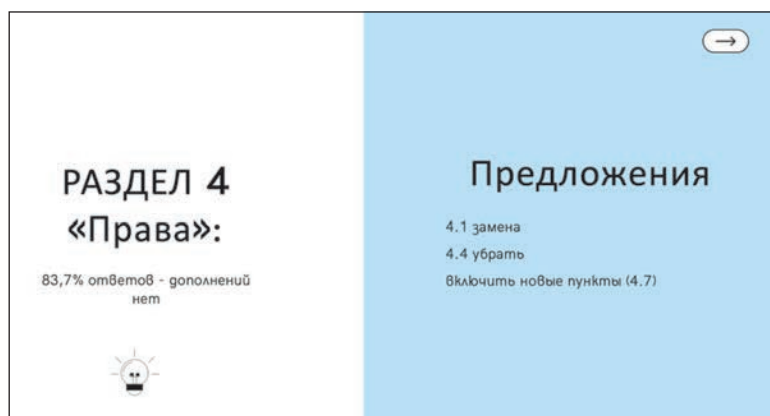 РАЗДЕЛ 4
«Права»:
83,7% ответов - дополнений
нет
Предложения
4.1 замена
4.4 убрать
включить новые пункты (4.7)